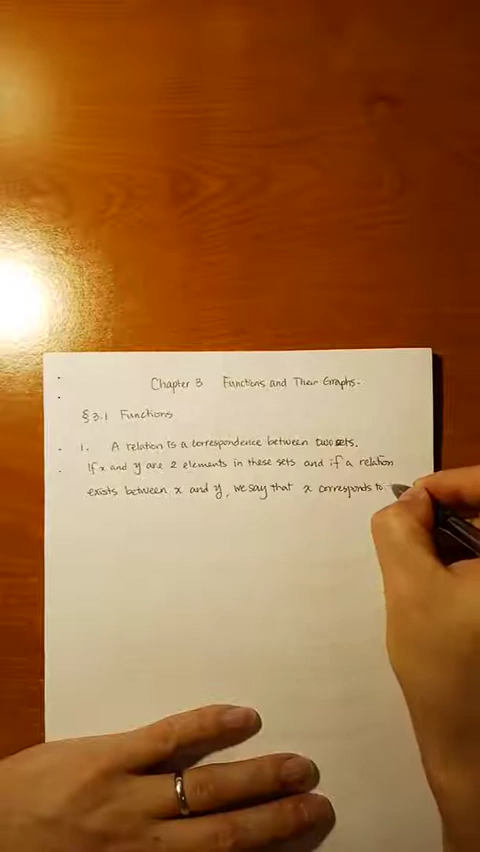 Chapter 3 Functions and Their Graphs.
§ 3.1 Functions
1. A relation is a correspondence between two sets.
If x and y are 2 elements in these sets and if a relation
exists between x and y, we say that x corresponds to